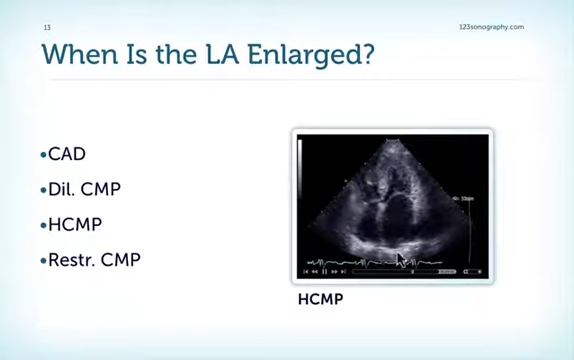 13
123sonography.com
When Is the LA Enlarged?
•CAD
•Dil. CMP
•HCMP
•Restr. CMP
HCMP